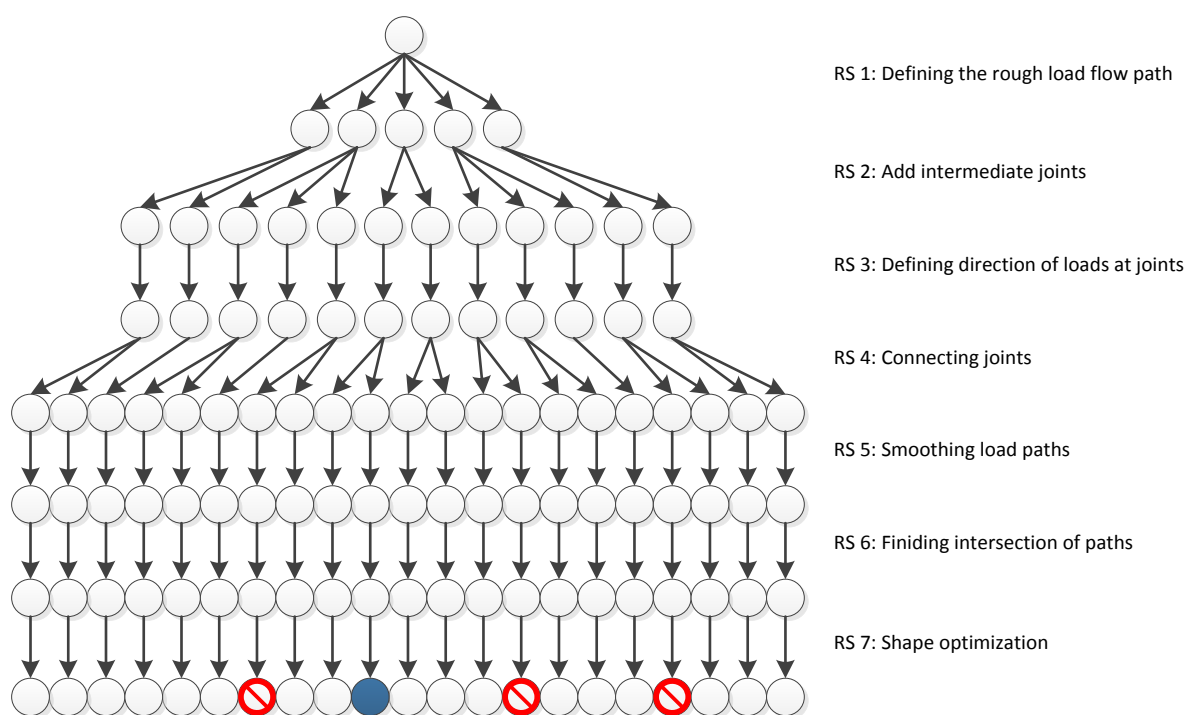 RS 1: Defining the rough load flow path
RS 2: Add intermediate joints
RS 3: Defining direction of loads at joints
RS 4: Connecting joints
RS 5: Smoothing load paths
RS 6: Finiding intersection of paths
RS 7: Shape optimization